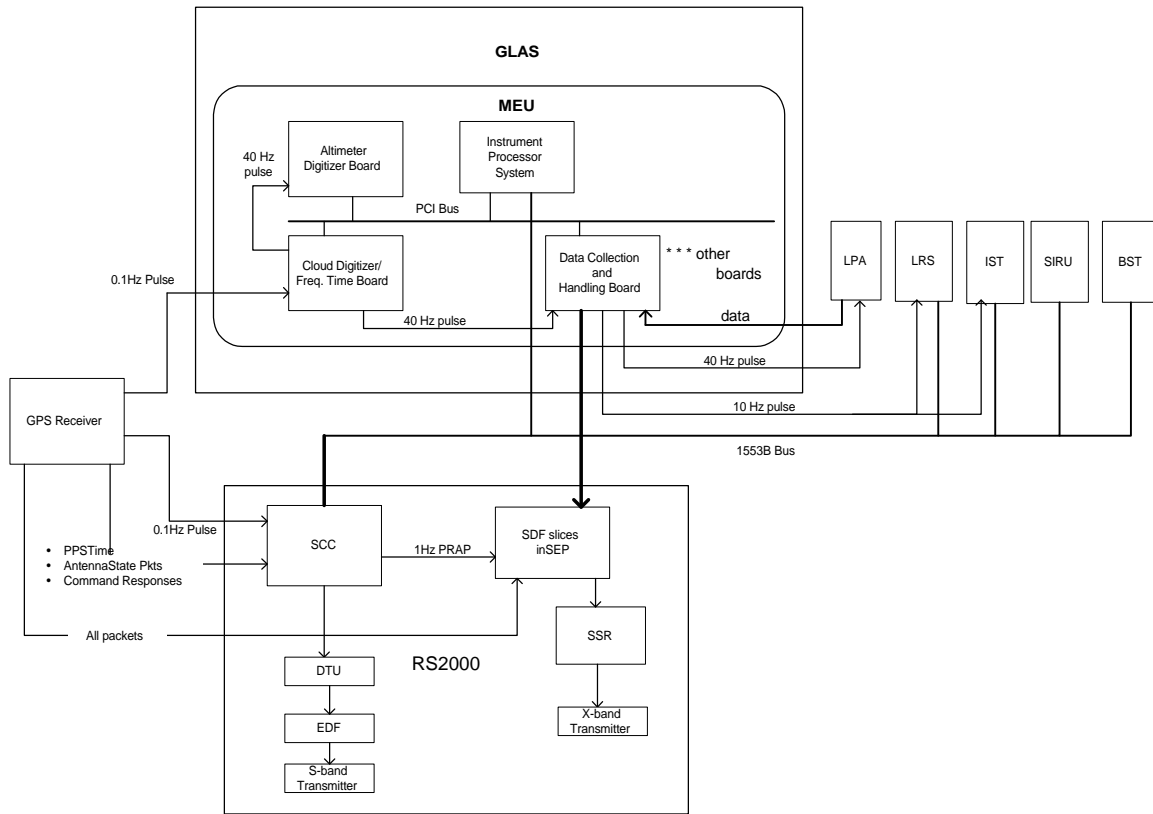 GLAS
MEU
40 Hz
pulse
Altimeter
Digitizer Board
Instrument
Processor
System
PCI Bus
0.1Hz Pulse
Cloud Digitizer/
Freq. Time Board
Data Collection
and
Handling Board
* * * other
boards
LPA
LRS
IST
SIRU
BST
40 Hz pulse
data
40 Hz pulse
10 Hz pulse
GPS Receiver
1553B Bus
0.1Hz Pulse
• PPSTime
• AntennaState Pkts
• Command Responses
SCC
1Hz PRAP
SDF slices
inSEP
All packets
SSR
RS2000
DTU
EDF
X-band
Transmitter
S-band
Transmitter